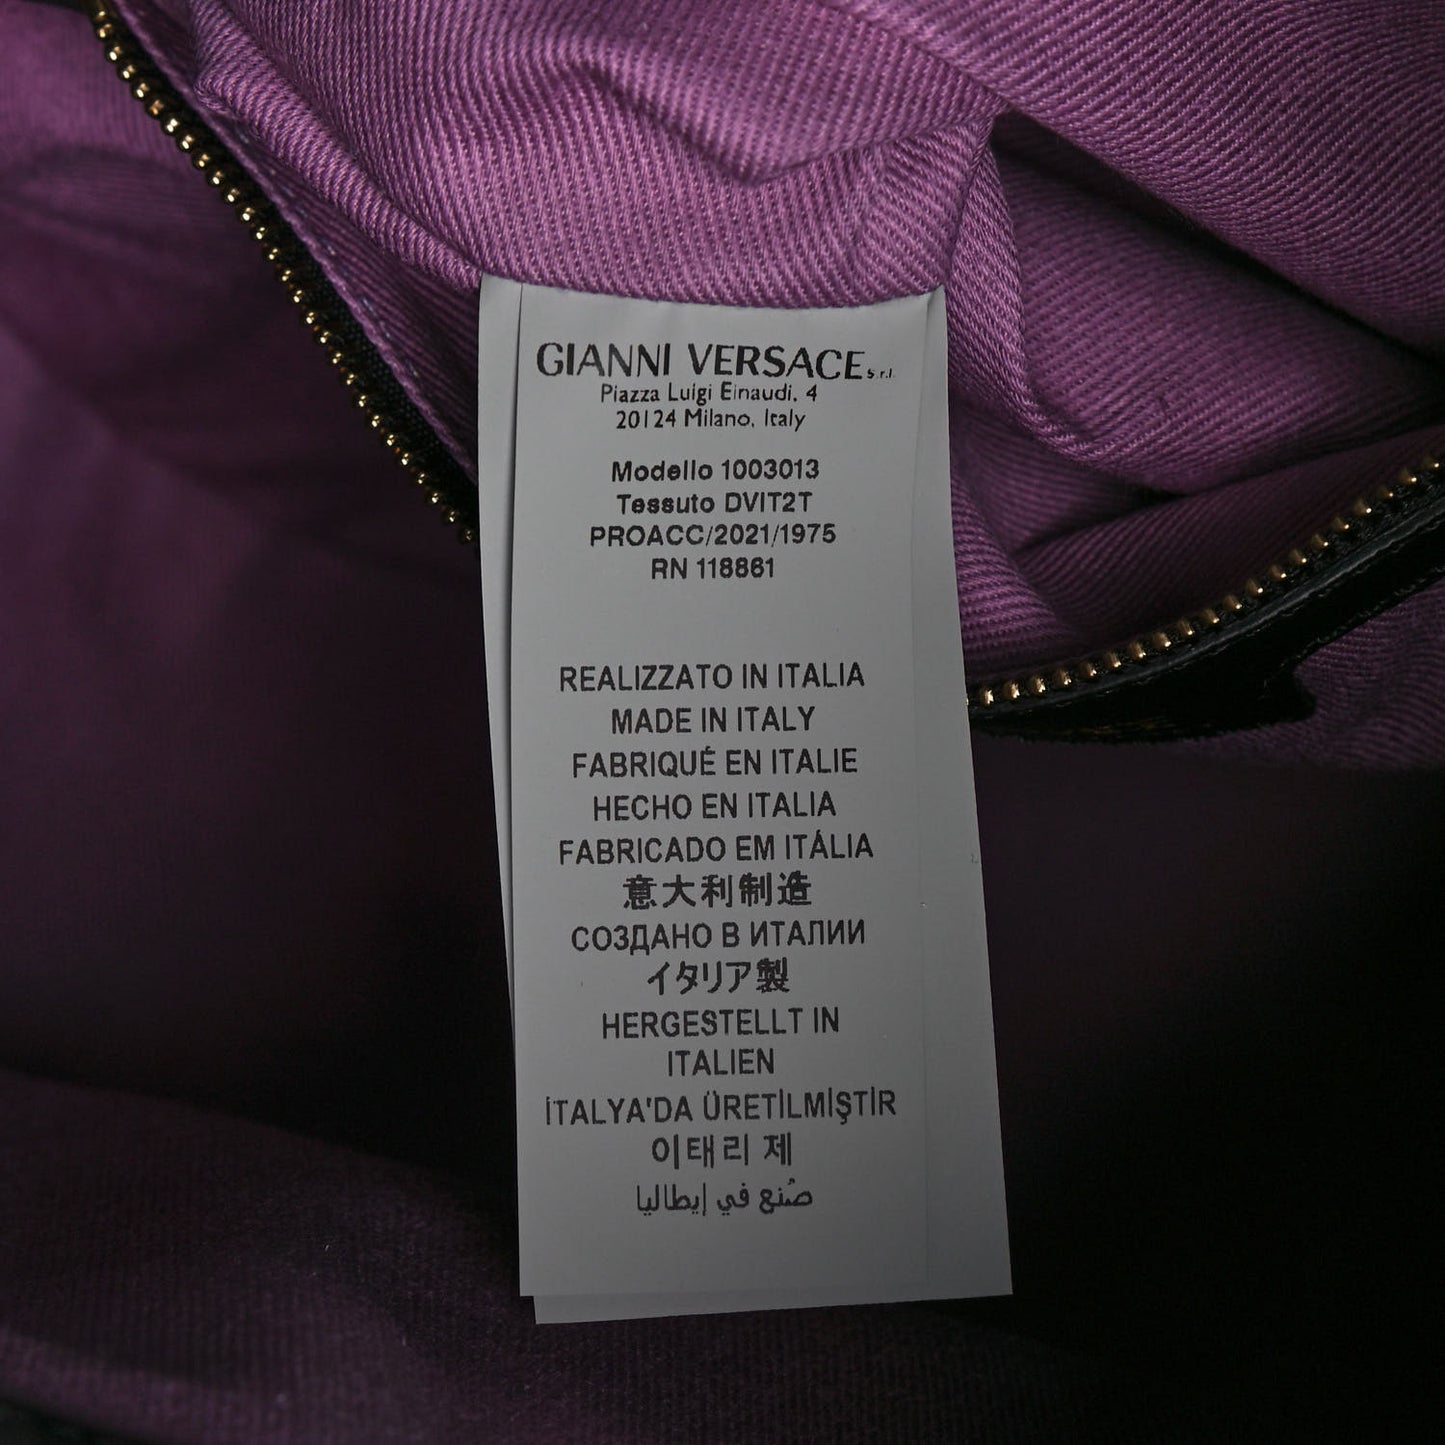 GIANNI VERSACE S.r.l.
Piazza Luigi Einaudi, 4
20124 Milano, Italy
Modello 1003013
Tessuto DVIT2T
PROACC/2021/1975
RN 118861
REALIZZATO IN ITALIA
MADE IN ITALY
FABRIQUÉ EN ITALIE
HECHO EN ITALIA
FABRICADO EM ITÁLIA
意大利制造
СОЗДАНО В ИТАЛИИ
イタリア製
HERGESTELLT IN
ITALIEN
İTALYA'DA ÜRETİLMİŞTİR
이태리 제
صُنع في إيطاليا